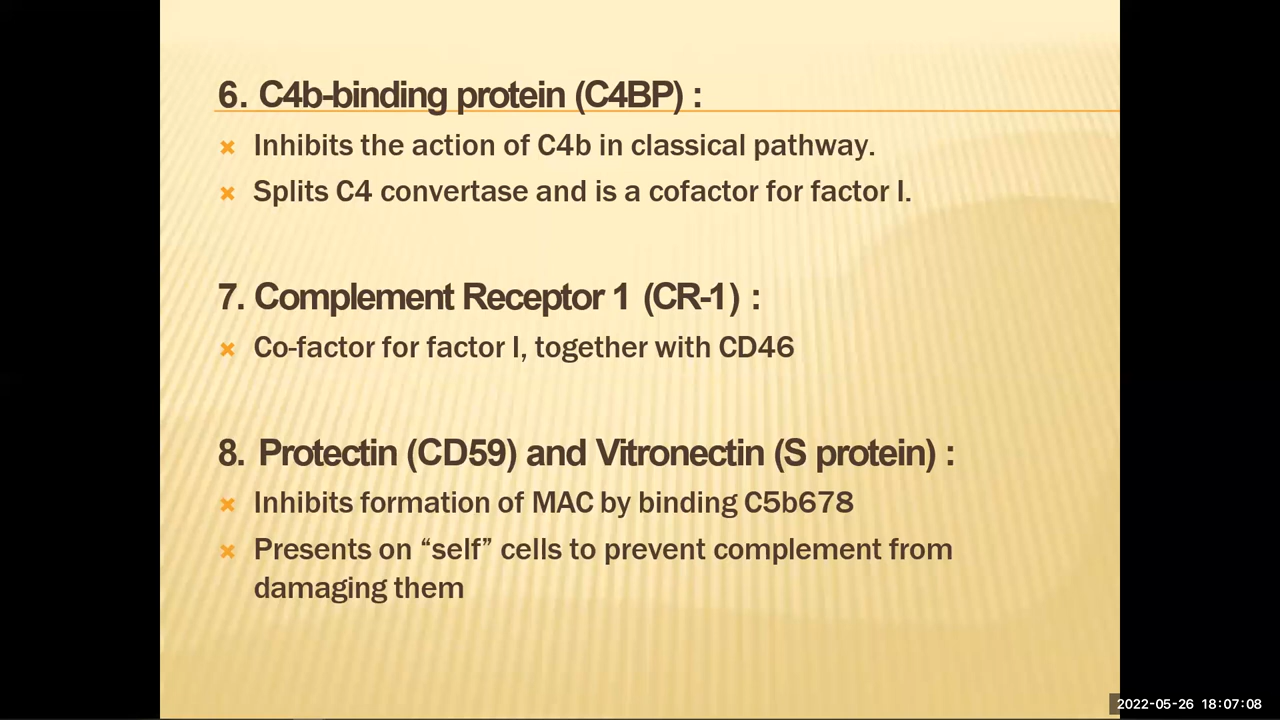 6. C4b-binding protein (C4BP) :
Inhibits the action of C4b in classical pathway.
Splits C4 convertase and is a cofactor for factor I.
7. Complement Receptor 1 (CR-1) :
Co-factor for factor I, together with CD46
8. Protectin (CD59) and Vitronectin (S protein) :
Inhibits formation of MAC by binding C5b678
Presents on “self” cells to prevent complement from
damaging them
2022-05-26 18:07:08